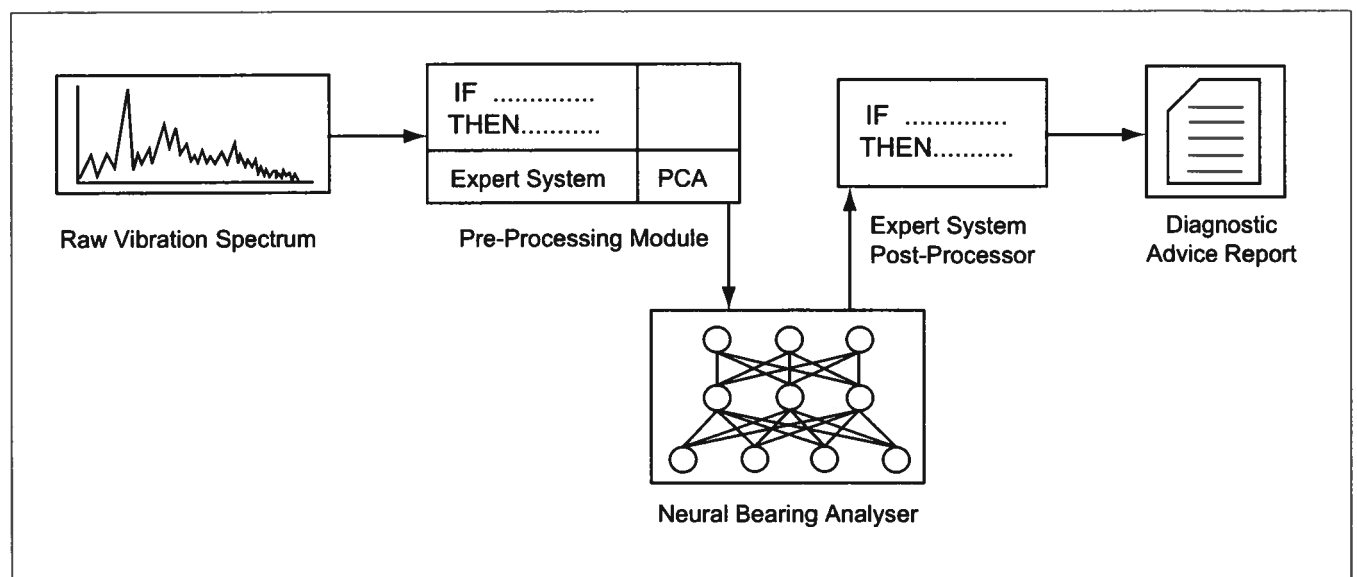 IF ..............
THEN...........
Expert System
PCA
Raw Vibration Spectrum
Pre-Processing Module
IF ..............
THEN...........
Expert System
Post-Processor
Diagnostic
Advice Report
Neural Bearing Analyser